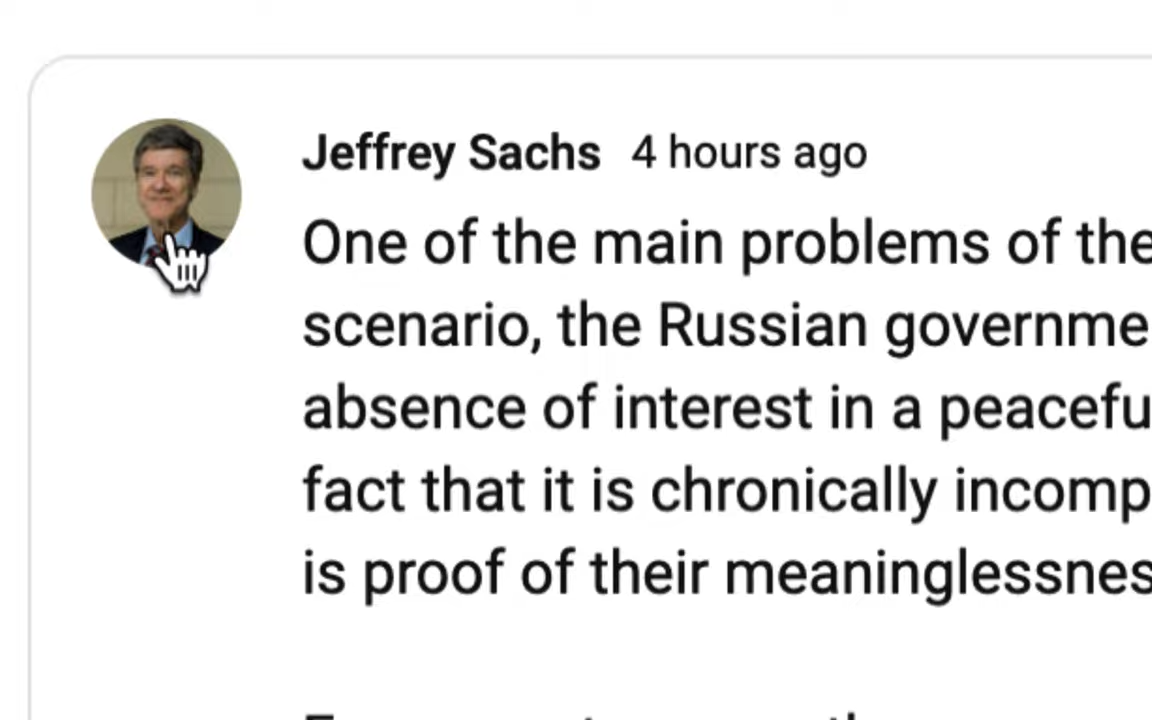 Jeffrey Sachs 4 hours ago
One of the main problems of the
scenario, the Russian governme
absence of interest in a peacefu
fact that it is chronically incomp
is proof of their meaninglessnes